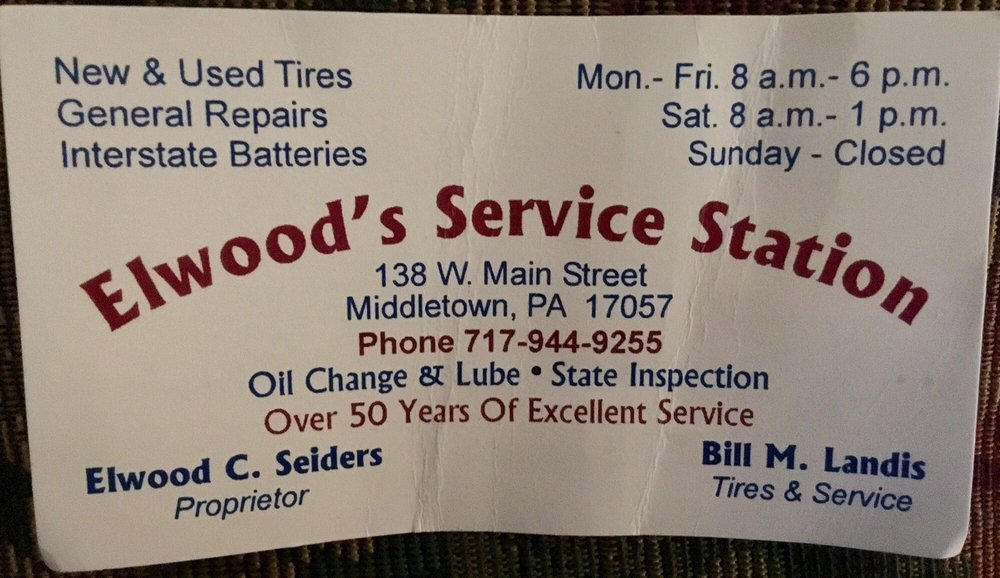 New & Used Tires
General Repairs
Interstate Batteries
Mon.- Fri. 8 a.m.- 6 p.m.
Sat. 8 a.m.- 1 p.m.
Sunday - Closed
Elwood's Service Station
138 W. Main Street
Middletown, PA 17057
Phone 717-944-9255
Oil Change & Lube • State Inspection
Over 50 Years Of Excellent Service
Elwood C. Seiders
Proprietor
Bill M. Landis
Tires & Service